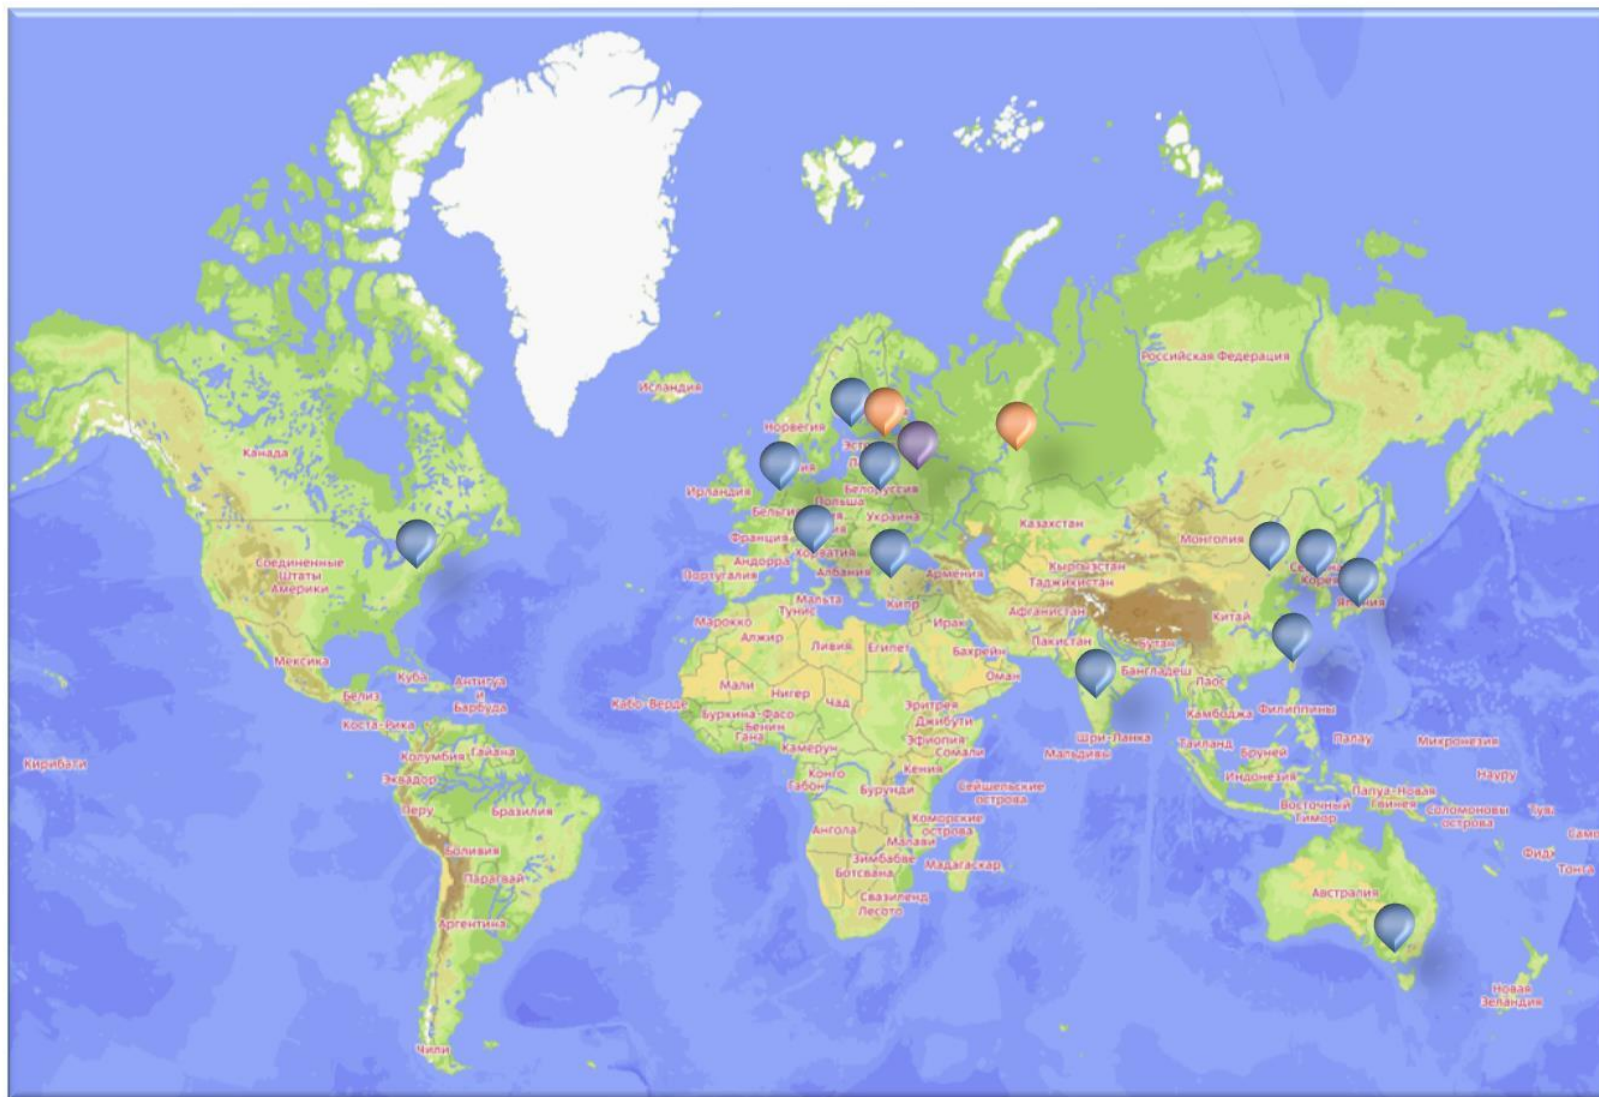 Российская Федерация
Исландия
Норвегия
Канада
Ирландия
Белоруссия
Польша
Украина
Франция
Казахстан
Монголия
Хорватия
Андорра
Португалия
Албания
Армения
Кыргызстан
Таджикистан
Соединенные
Штаты
Америки
Корея
Япония
Мальта
Тунис
Кипр
Афганистан
Китай
Марокко
Алжир
Ирак
Пакистан
Ливия
Египет
Бахрейн
Бутан
Мексика
Куба
Бангладеш
Оман
Лаос
Антигуа
и
Барбуда
Белиз
Мали
Нигер
Чад
Кабо-Верде
Эритрея
Коста-Рика
Буркина-Фасо
Бенин
Гана
Джибути
Камбоджа
Филиппины
Камерун
Эфиопия
Сомали
Шри-Ланка
Мальдивы
Таиланд
Бруней
Палау
Микронезия
Колумбия
Гайана
Кирибати
Эквадор
Конго
Габон
Кения
Бурунди
Сейшельские
острова
Индонезия
Науру
Папуа-Новая
Гвинея
Перу
Бразилия
Восточный
Тимор
Соломоновы
острова
Ангола
Коморские
острова
Малави
Боливия
Зимбабве
Ботсвана
Мадагаскар
Парагвай
Тонга
Свазиленд
Лесото
Австралия
Аргентина
Новая
Зеландия
Чили